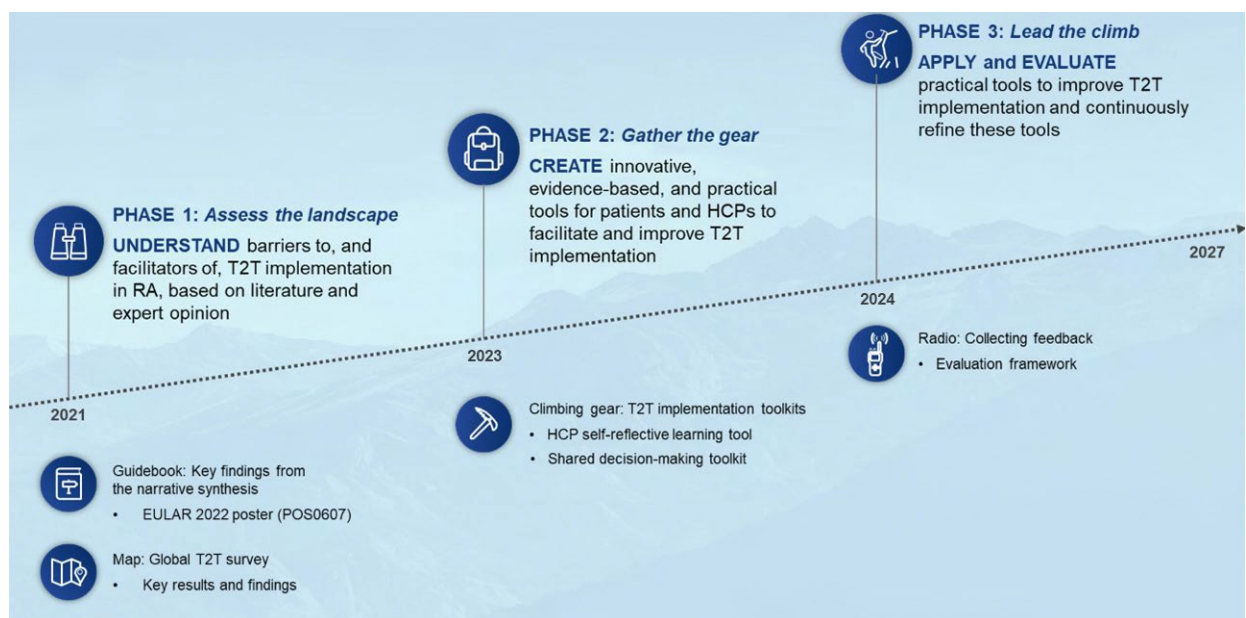 PHASE 1: Assess the landscape
UNDERSTAND barriers to, and
facilitators of, T2T implementation
in RA, based on literature and
expert opinion
2021
Guidebook: Key findings from
the narrative synthesis
• EULAR 2022 poster (POS0607)
Map: Global T2T survey
• Key results and findings
PHASE 2: Gather the gear
CREATE innovative,
evidence-based, and practical
tools for patients and HCPs to
facilitate and improve T2T
implementation
2023
Climbing gear: T2T implementation toolkits
• HCP self-reflective learning tool
• Shared decision-making toolkit
PHASE 3: Lead the climb
APPLY and EVALUATE
practical tools to improve T2T
implementation and continuously
refine these tools
2024
Radio: Collecting feedback
• Evaluation framework
2027